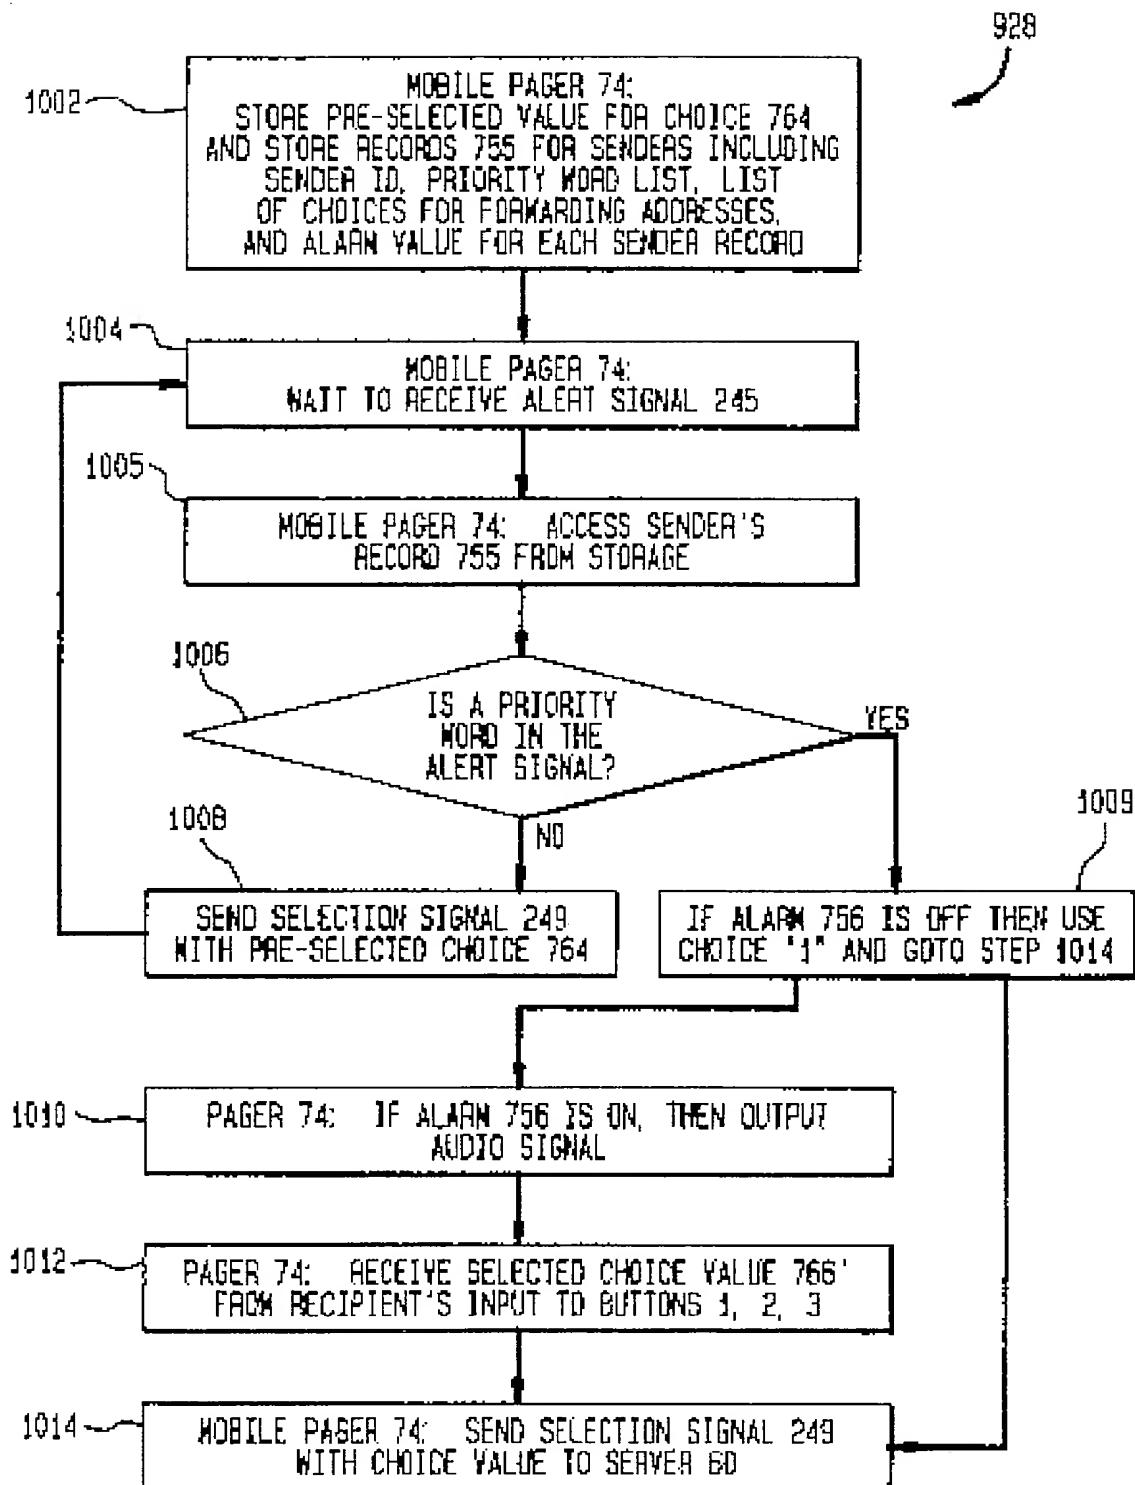 928
1002
MOBILE PAGER 74:
STORE PRE-SELECTED VALUE FOR CHOICE 764
AND STORE RECORDS 755 FOR SENDERS INCLUDING
SENDER ID, PRIORITY WORD LIST, LIST
OF CHOICES FOR FORWARDING ADDRESSES,
AND ALARM VALUE FOR EACH SENDER RECORD
1004
MOBILE PAGER 74:
WAIT TO RECEIVE ALERT SIGNAL 245
1005
MOBILE PAGER 74: ACCESS SENDER'S
RECORD 755 FROM STORAGE
1006
IS A PRIORITY
WORD IN THE
ALERT SIGNAL?
YES
NO
1008
SEND SELECTION SIGNAL 249
WITH PRE-SELECTED CHOICE 764
1009
IF ALARM 756 IS OFF THEN USE
CHOICE "1" AND GOTO STEP 1014
1010
PAGER 74: IF ALARM 756 IS ON, THEN OUTPUT
AUDIO SIGNAL
1012
PAGER 74: RECEIVE SELECTED CHOICE VALUE 766'
FROM RECIPIENT'S INPUT TO BUTTONS 1, 2, 3
1014
MOBILE PAGER 74: SEND SELECTION SIGNAL 249
WITH CHOICE VALUE TO SERVER 60